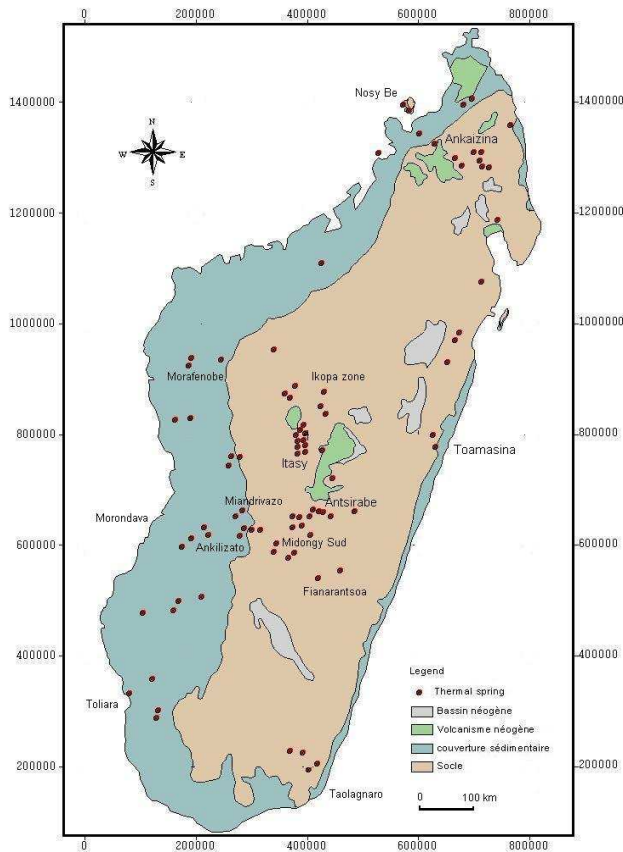 0 200000 400000 600000 800000
Nosy Be
1400000 1400000
Ankaizina
N
W E
S
1200000 1200000
1000000 1000000
Morafenobe
Ikopa zone
800000 800000
Toamasina
Itasy
Miandrivazo
Antsirabe
Morondava
Ankilizato
Midongy Sud
600000 600000
Fianarantsoa
400000 400000
Legend
Thermal spring
Toliara
Bassin néogène
Volcanisme néogène
couverture sédimentaire
200000 200000
Socle
Taolagnaro
0 100 km
0 200000 400000 600000 800000